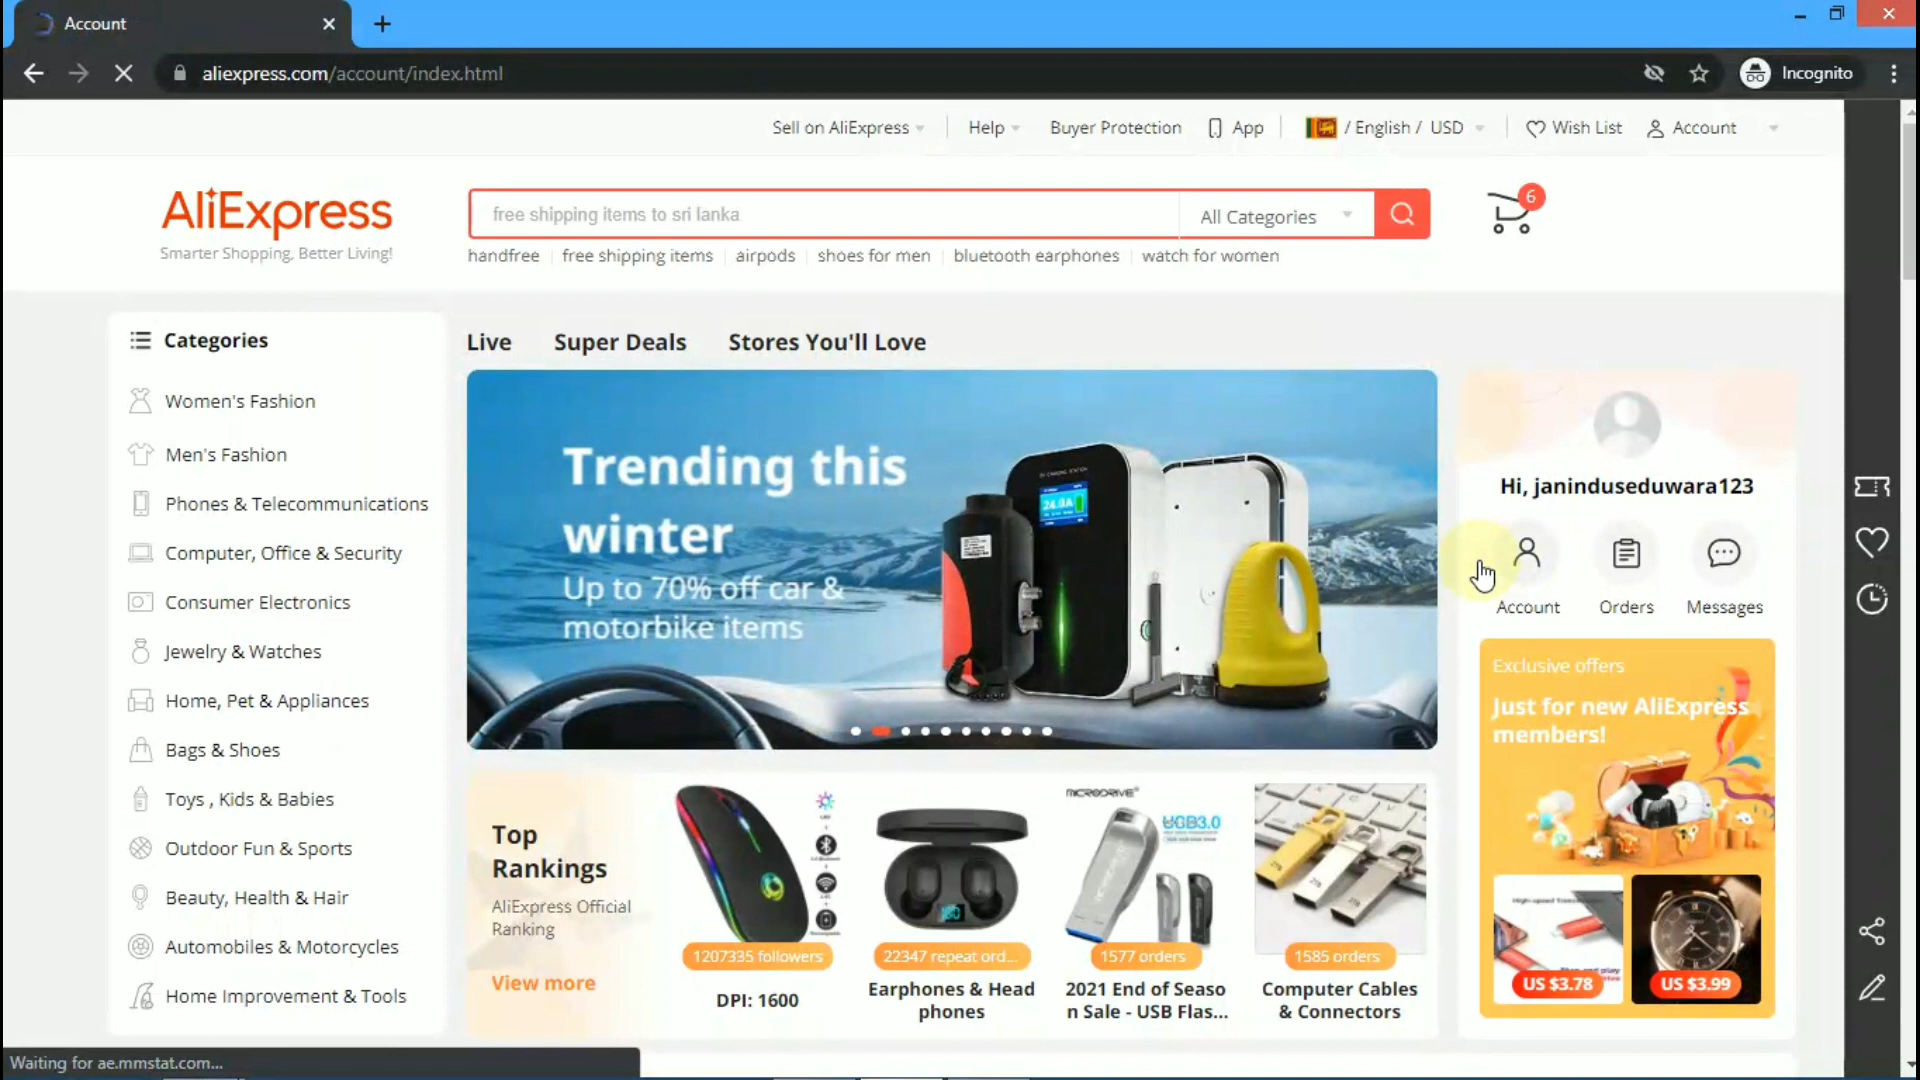 Account
aliexpress.com/account/index.html
Incognito
Sell on AliExpress
Help
Buyer Protection
App
/ English / USD
Wish List
Account
AliExpress
Smarter Shopping, Better Living!
free shipping items to sri lanka
All Categories
6
handfree
free shipping items
airpods
shoes for men
bluetooth earphones
watch for women
Categories
Women's Fashion
Men's Fashion
Phones & Telecommunications
Computer, Office & Security
Consumer Electronics
Jewelry & Watches
Home, Pet & Appliances
Bags & Shoes
Toys , Kids & Babies
Outdoor Fun & Sports
Beauty, Health & Hair
Automobiles & Motorcycles
Home Improvement & Tools
Live
Super Deals
Stores You'll Love
Trending this
winter
Up to 70% off car &
motorbike items
24.0A
Hi, janinduseduwara123
Account
Orders
Messages
Exclusive offers
Just for new AliExpress
members!
US $3.78
US $3.99
Top
Rankings
AliExpress Official
Ranking
View more
1207335 followers
DPI: 1600
22347 repeat ord...
Earphones & Head
phones
MICRODRIVE
1577 orders
2021 End of Seaso
n Sale - USB Flas...
1585 orders
Computer Cables
& Connectors
Waiting for ae.mmstat.com...